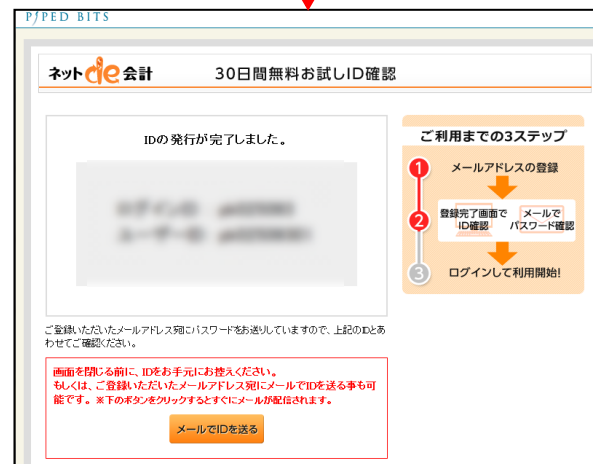 PIPED BITS
ネットde会計
30日間無料お試しID確認
IDの発行が完了しました。
ご登録いただいたメールアドレス宛にパスワードをお送りしていますので、上記のIDとあ
わせてご確認ください。
画面を閉じる前に、IDをお手元にお控えください。
もしくは、ご登録いただいたメールアドレス宛にメールでIDを送る事も可
能です。※下のボタンをクリックするとすぐにメールが配信されます。
メールでIDを送る
ご利用までの3ステップ
1 メールアドレスの登録
2 登録完了画面で
ID確認
メールで
パスワード確認
3 ログインして利用開始!